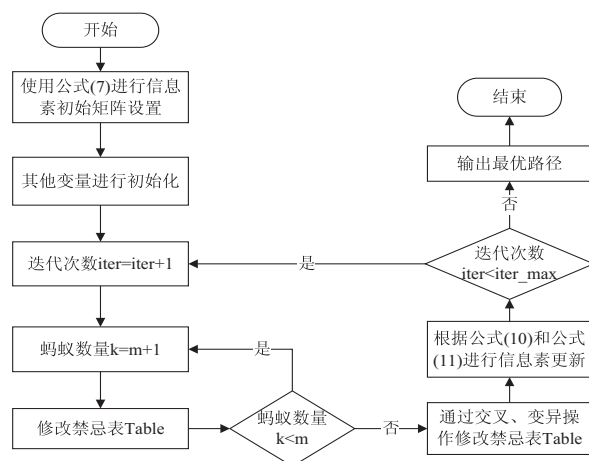 开始
使用公式(7)进行信息
素初始矩阵设置
其他变量进行初始化
迭代次数iter=iter+1
蚂蚁数量k=m+1
修改禁忌表Table
是
蚂蚁数量
k<m
否
通过交叉、变异操
作修改禁忌表Table
根据公式(10)和公式
(11)进行信息素更新
迭代次数
iter<iter_max
是
否
输出最优路径
结束